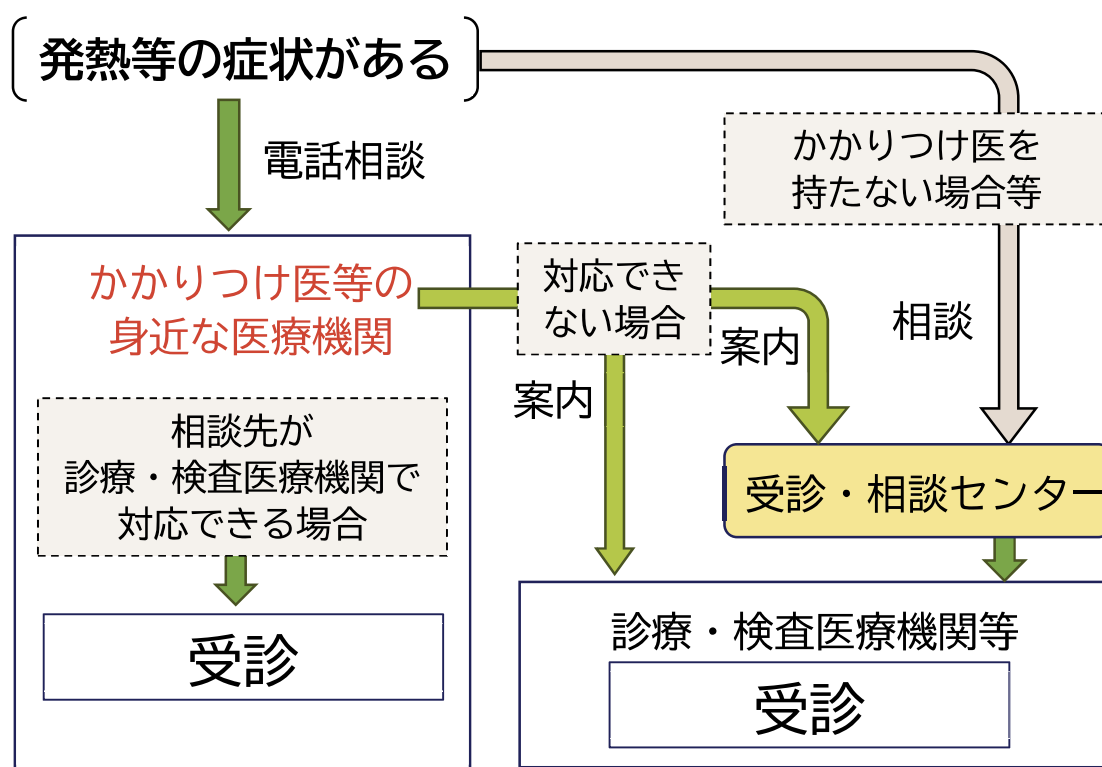 発熱等の症状がある
電話相談
かかりつけ医を
持たない場合等
かかりつけ医等の
身近な医療機関
対応でき
ない場合
案内
案内
相談
相談先が
診療・検査医療機関で
対応できる場合
受診・相談センター
受診
診療・検査医療機関等
受診